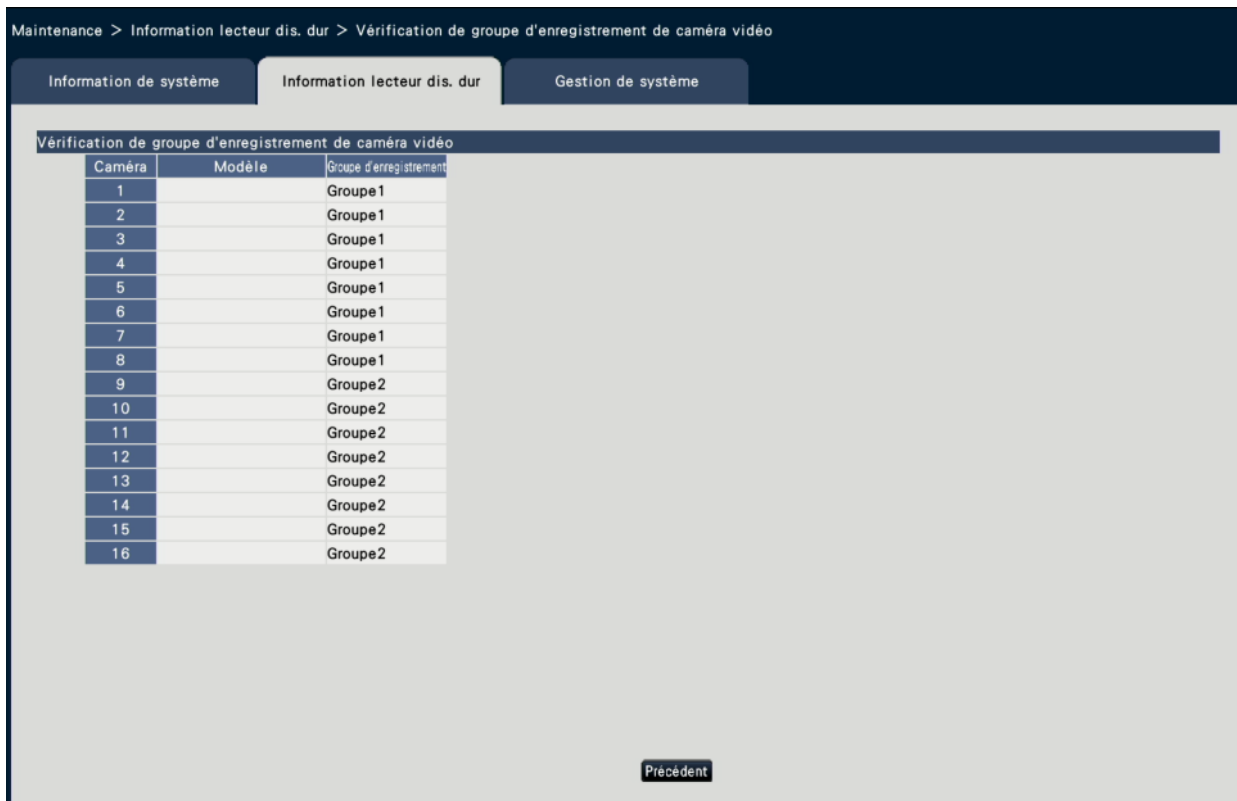 Maintenance > Information lecteur dis. dur > Vérification de groupe d'enregistrement de caméra vidéo
Information de système Information lecteur dis. dur Gestion de système
Vérification de groupe d'enregistrement de caméra vidéo
Caméra Modèle Groupe d'enregistrement
1 Groupe1
2 Groupe1
3 Groupe1
4 Groupe1
5 Groupe1
6 Groupe1
7 Groupe1
8 Groupe1
9 Groupe2
10 Groupe2
11 Groupe2
12 Groupe2
13 Groupe2
14 Groupe2
15 Groupe2
16 Groupe2
Précédent